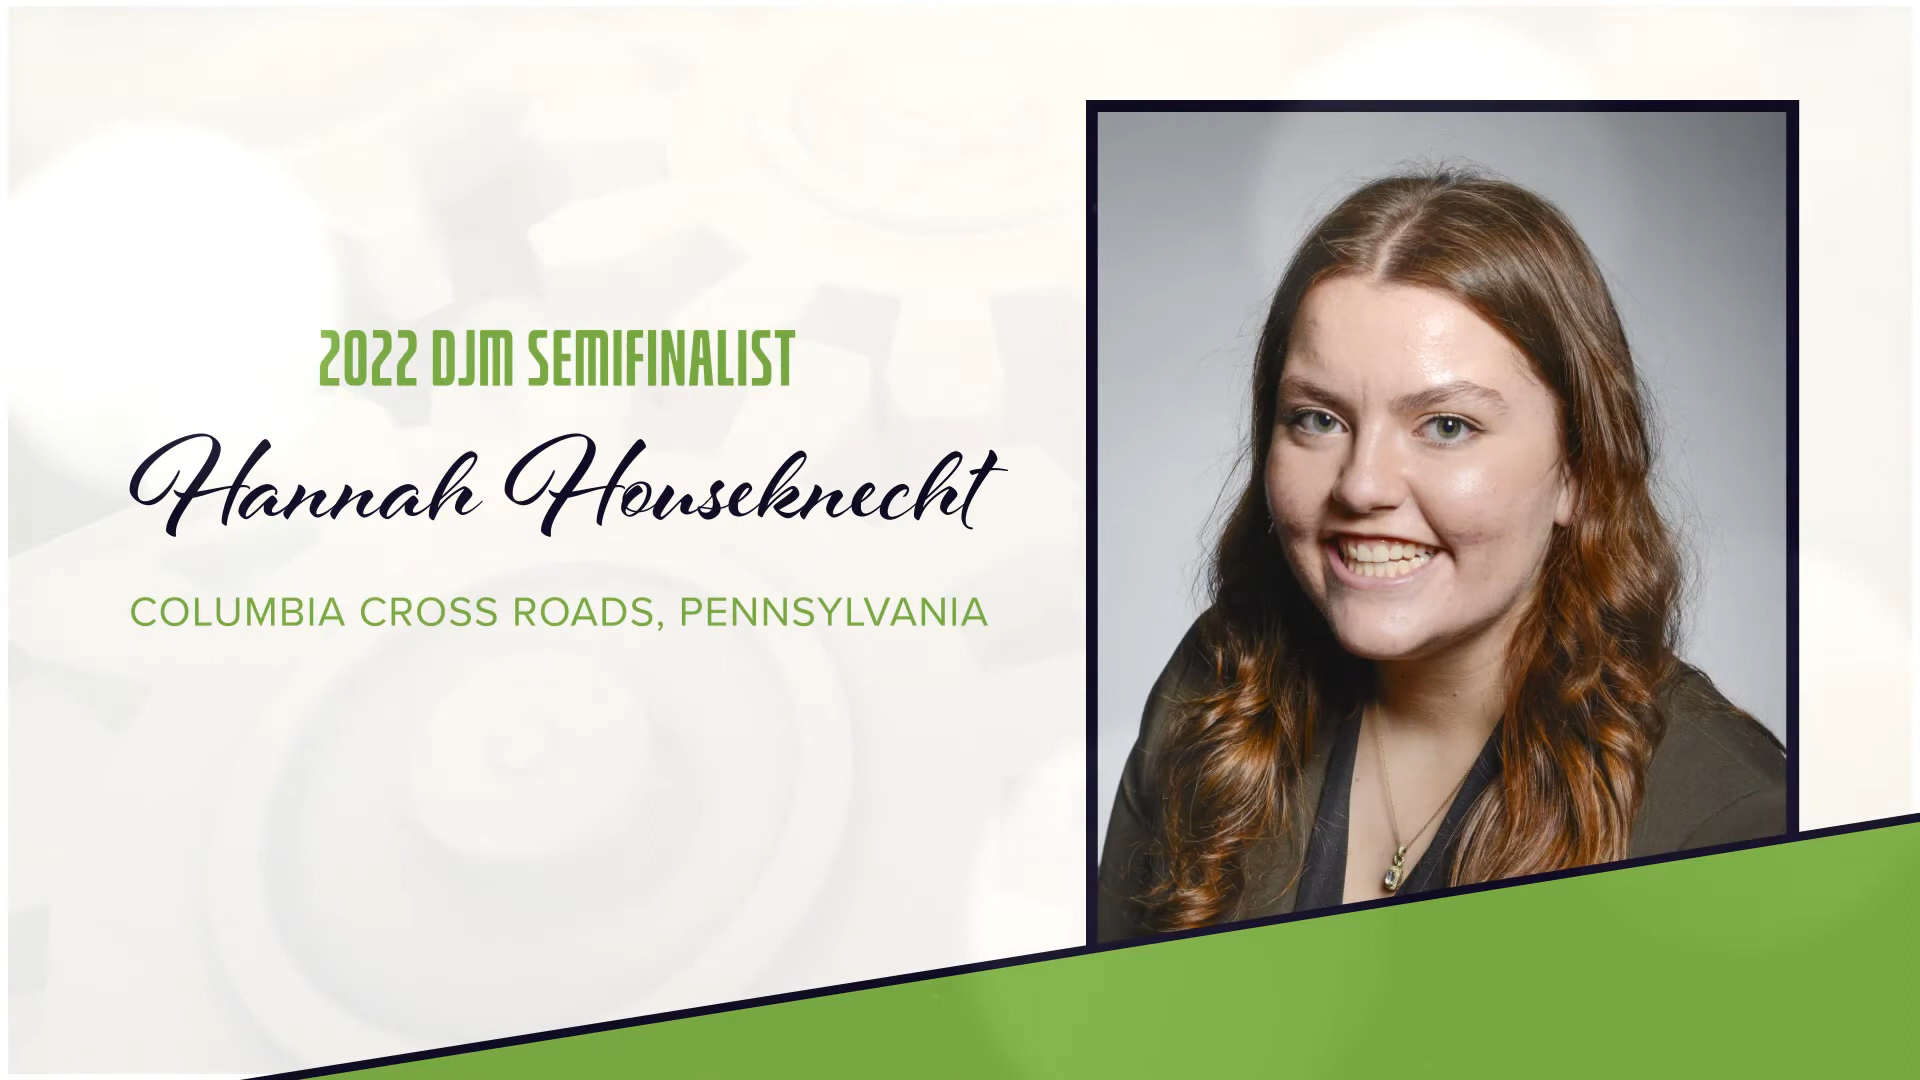 2022 DJM SEMIFINALIST
Hannah Houseknecht
COLUMBIA CROSS ROADS, PENNSYLVANIA